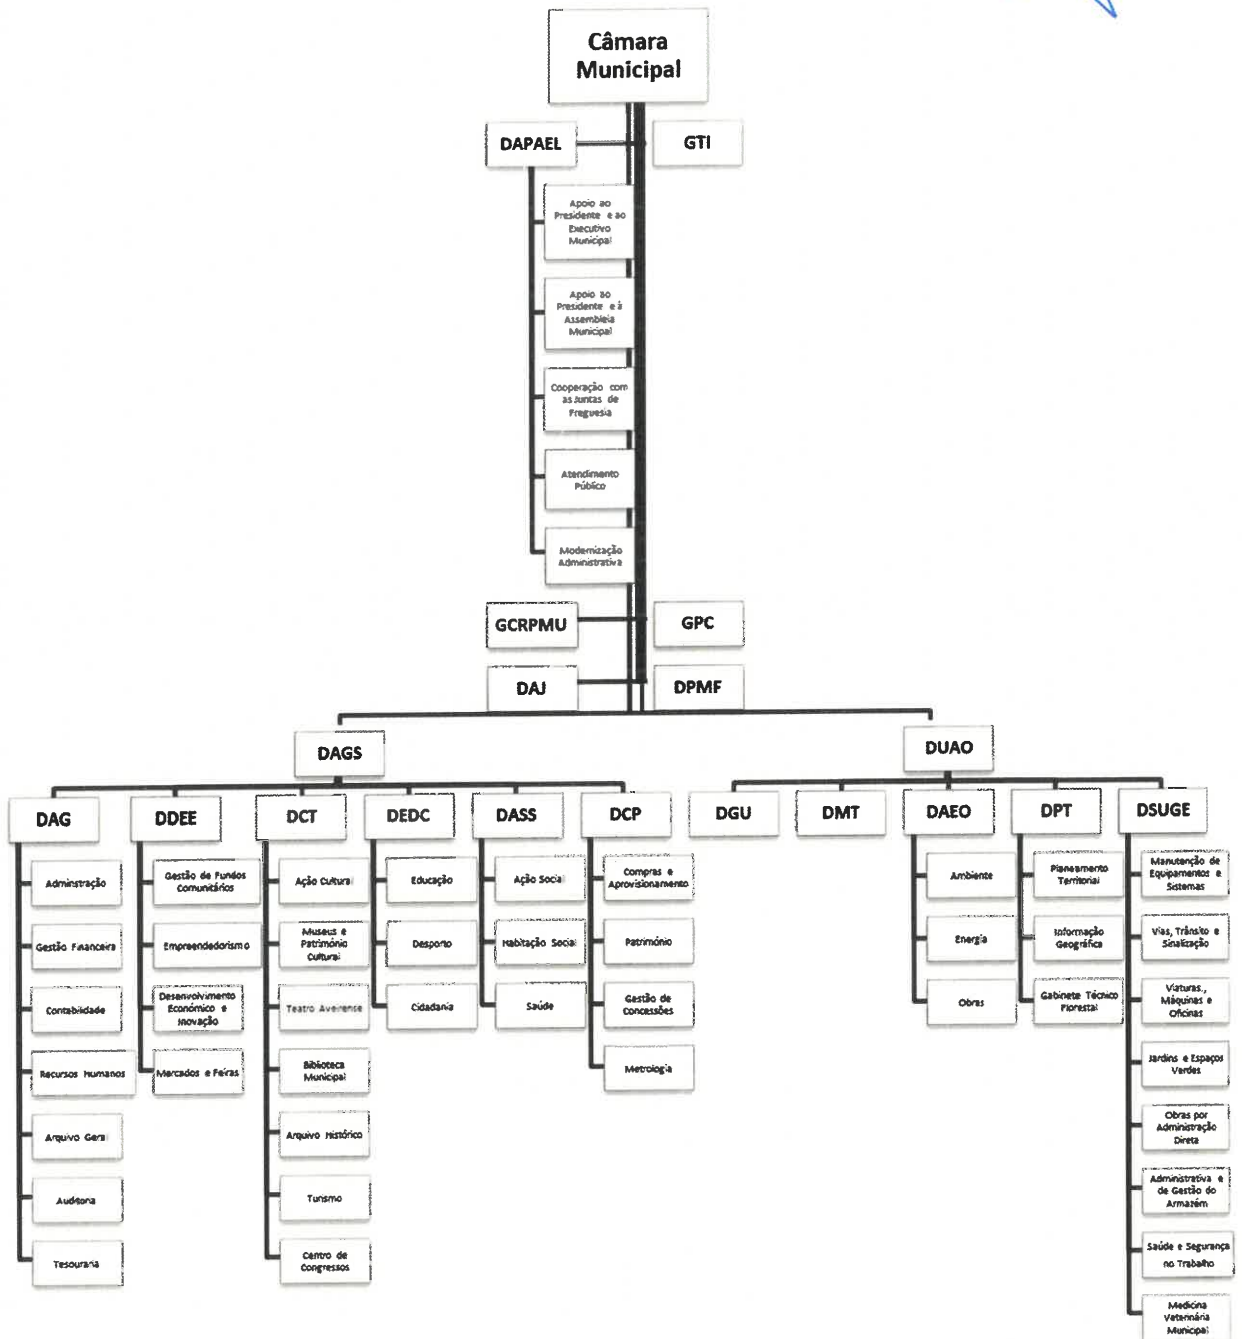 Câmara
Municipal
DAPAEL
GTI
Apoio ao
Presidente e ao
Executivo
Municipal
Apoio ao
Presidente e à
Assembleia
Municipal
Cooperação com
as Juntas de
Freguesia
Atendimento
Público
Modernização
Administrativa
GCRPMU
GPC
DAJ
DPMF
DAGS
DUAO
DAG
DDEE
DCT
DEDC
DASS
DCP
DGU
DMT
DAEO
DPT
DSUGE
Adminstração
Gestão Financeira
Contabilidade
Recursos Humanos
Arquivo Geral
Auditoria
Tesouraria
Gestão de Fundos
Comunitários
Empreendedorismo
Desenvolvimento
Económico e
Inovação
Mercados e Feiras
Ação Cultural
Museus e
Património
Cultural
Teatro Aveirense
Biblioteca
Municipal
Arquivo Histórico
Turismo
Centro de
Congressos
Educação
Desporto
Cidadania
Ação Social
Habitação Social
Saúde
Compras e
Aprovisionamento
Património
Gestão de
Concessões
Metrologia
Ambiente
Energia
Obras
Planeamento
Territorial
Informação
Geográfica
Gabinete Técnico
Florestal
Manutenção de
Equipamentos e
Sistemas
Vias, Trânsito e
Sinalização
Viaturas,
Máquinas e
Oficinas
Jardins e Espaços
Verdes
Obras por
Administração
Direta
Administrativa e
de Gestão do
Armazém
Saúde e Segurança
no Trabalho
Medicina
Veterinária
Municipal